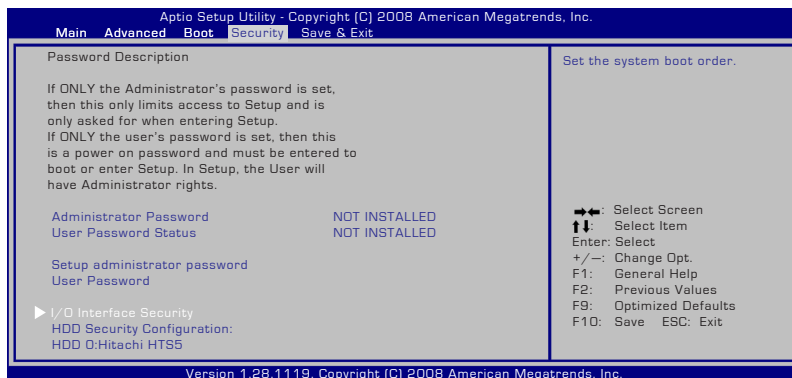 Aptio Setup Utility - Copyright (C) 2008 American Megatrends, Inc.
Main Advanced Boot Security Save & Exit
Password Description
If ONLY the Administrator's password is set,
then this only limits access to Setup and is
only asked for when entering Setup.
If ONLY the user's password is set, then this
is a power on password and must be entered to
boot or enter Setup. In Setup, the User will
have Administrator rights.
Administrator Password NOT INSTALLED
User Password Status NOT INSTALLED
Setup administrator password
User Password
I/O Interface Security
HDD Security Configuration:
HDD 0:Hitachi HTS5
Set the system boot order.
→←: Select Screen
↑↓: Select Item
Enter: Select
+/—: Change Opt.
F1: General Help
F2: Previous Values
F9: Optimized Defaults
F10: Save ESC: Exit
Version 1.28.1119. Copyright (C) 2008 American Megatrends, Inc.